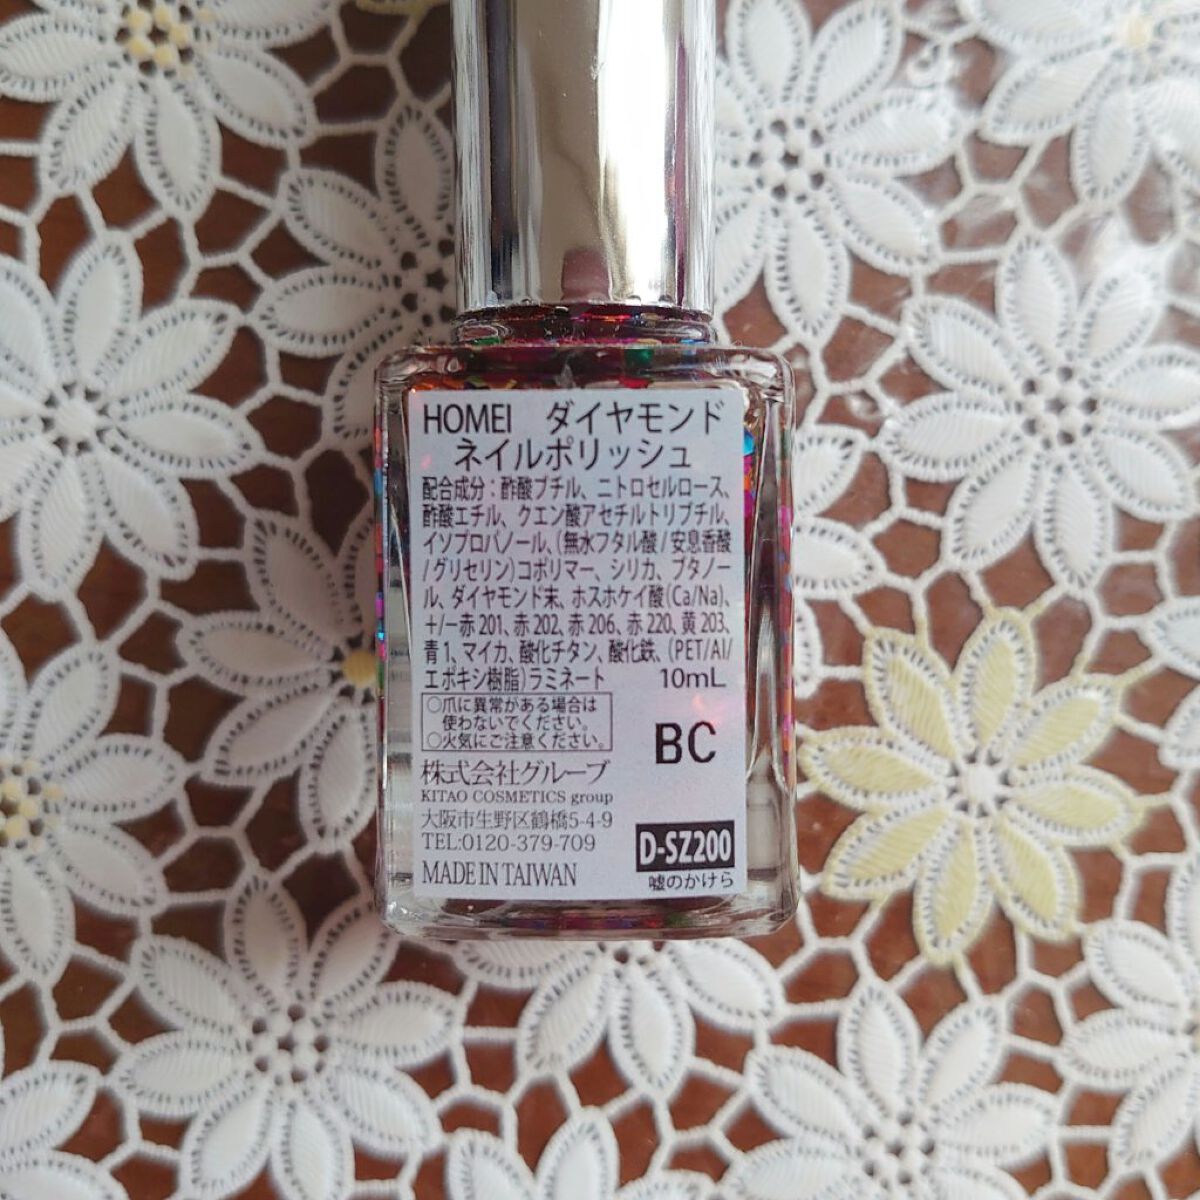 HOMEI ダイヤモンド
ネイルポリッシュ
配合成分：酢酸ブチル、ニトロセルロース、
酢酸エチル、クエン酸アセチルトリブチル、
イソプロパノール、(無水フタル酸/安息香酸
/グリセリン)コポリマー、シリカ、ブタノー
ル、ダイヤモンド末、ホスホケイ酸(Ca/Na)、
+/−赤201、赤202、赤206、赤220、黄203、
青1、マイカ、酸化チタン、酸化鉄、(PET/Al/
エポキシ樹脂)ラミネート 10mL
○爪に異常がある場合は
使わないでください。
○火気にご注意ください。
BC
株式会社グルーブ
KITAO COSMETICS group
大阪市生野区鶴橋5-4-9
TEL:0120-379-709
MADE IN TAIWAN
D-SZ200
嘘のかけら